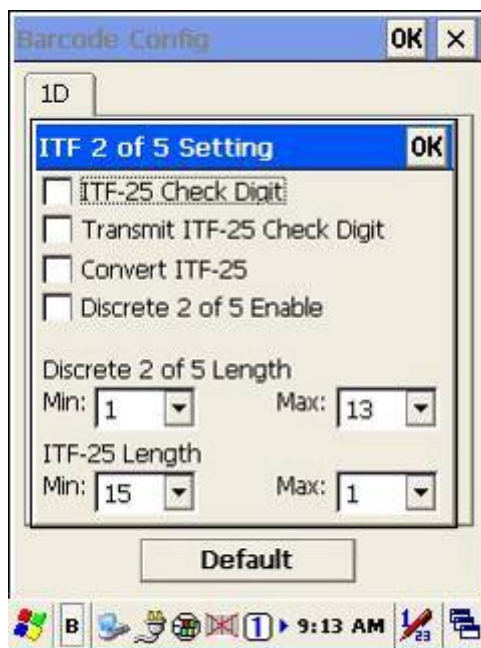 Barcode Config OK ×
1D
ITF 2 of 5 Setting OK
ITF-25 Check Digit
Transmit ITF-25 Check Digit
Convert ITF-25
Discrete 2 of 5 Enable
Discrete 2 of 5 Length
Min: 1 Max: 13
ITF-25 Length
Min: 15 Max: 1
Default
B 1 9:13 AM 1/23